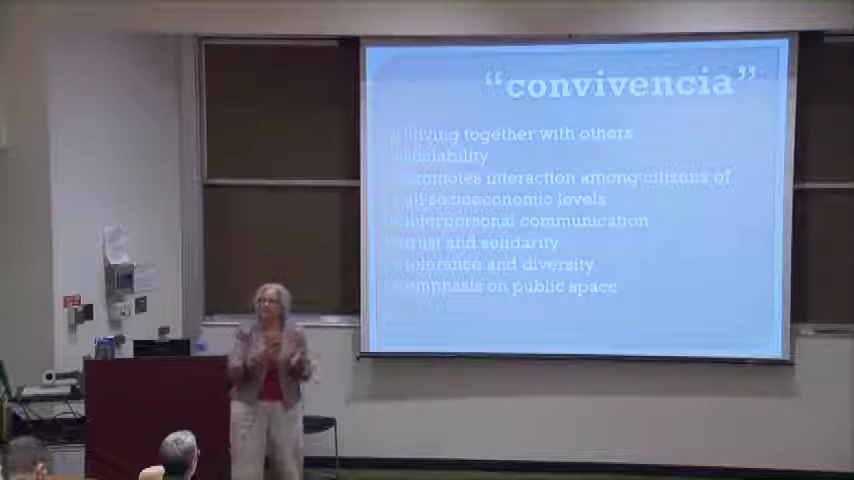 “convivencia”
living together with others
sociability
promotes interaction among citizens of
all socioeconomic levels
interpersonal communication
trust and solidarity
tolerence and diversity
emphasis on public space